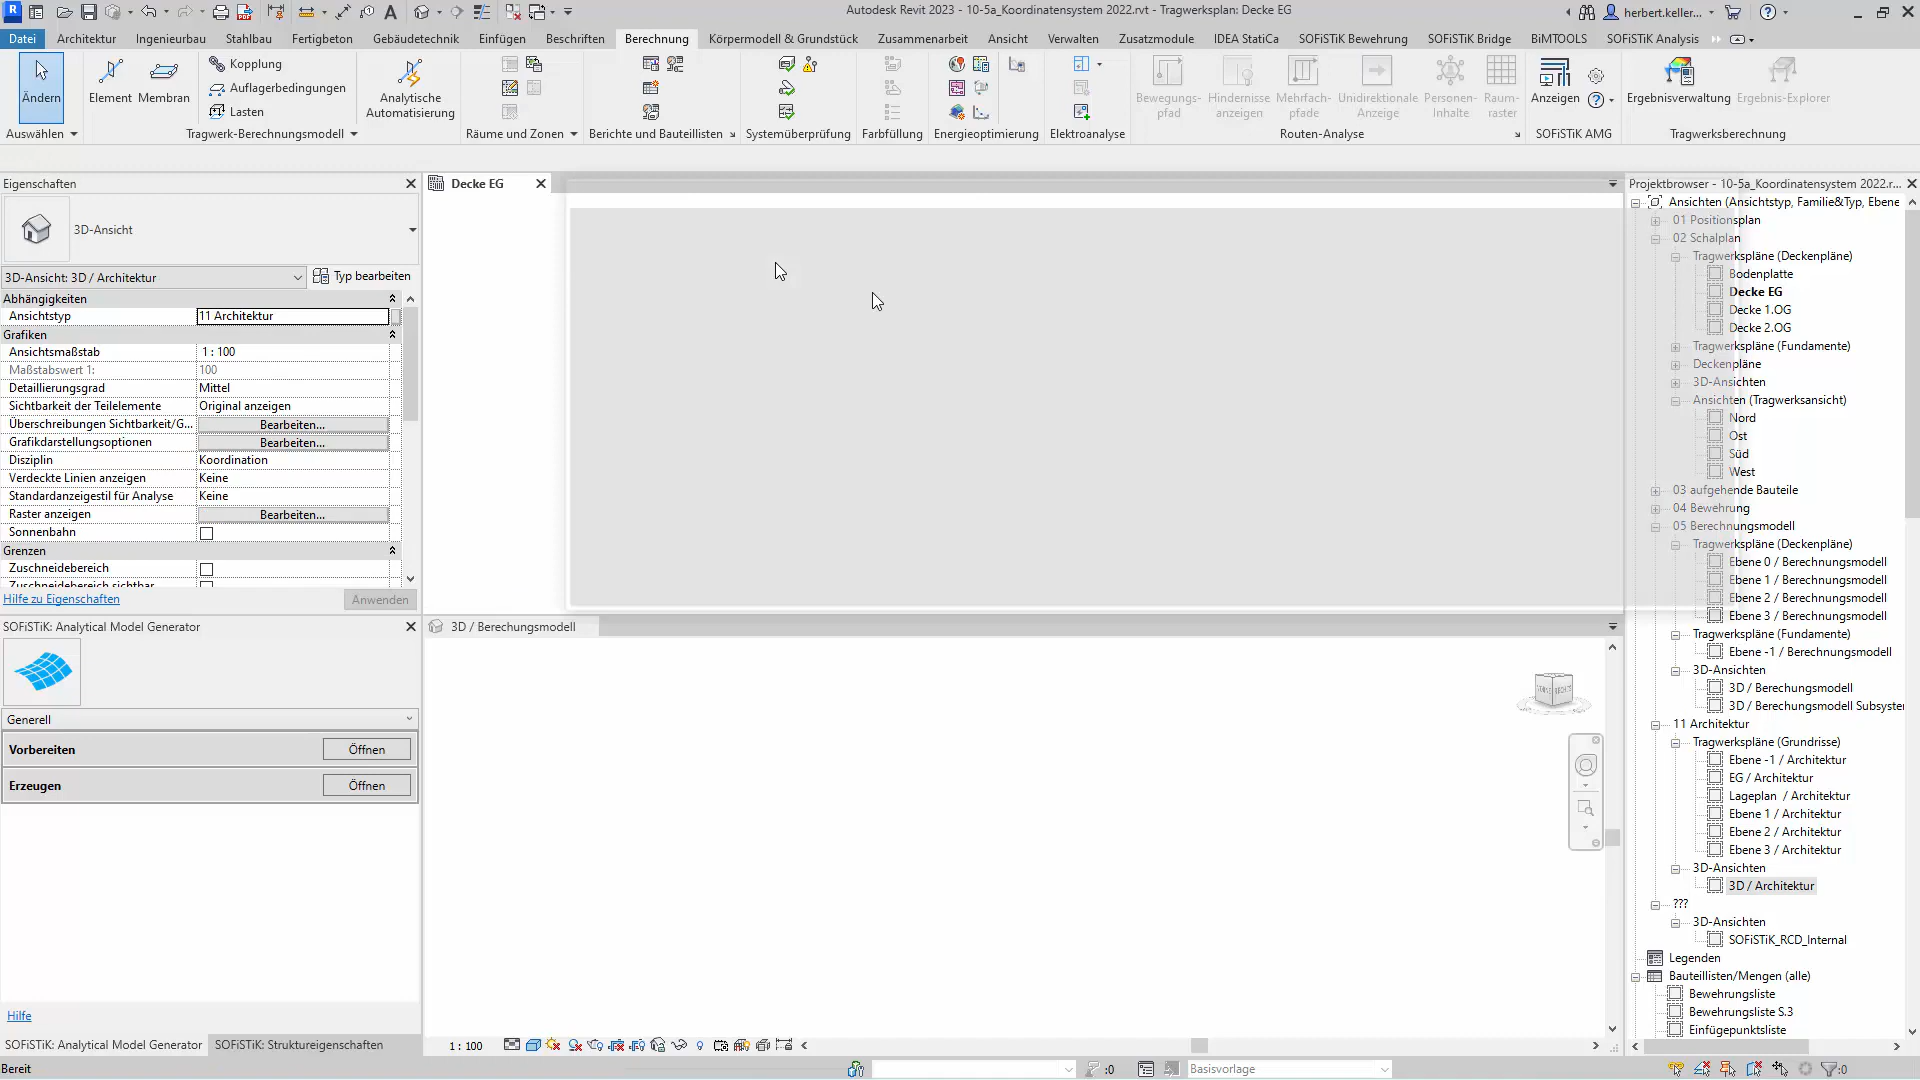 Autodesk Revit 2023 - 10-5a_Koordinatensystem 2022.rvt - Tragwerksplan: Decke EG
herbert.keller...
Datei Architektur Ingenieurbau Stahlbau Fertigbeton Gebäudetechnik Einfügen Beschriften Berechnung Körpermodell & Grundstück Zusammenarbeit Ansicht Verwalten Zusatzmodule IDEA StatiCa SOFiSTiK Bewehrung SOFiSTiK Bridge BiMTOOLS SOFiSTiK Analysis
Ändern
Element
Membran
Kopplung
Auflagerbedingungen
Lasten
Analytische Automatisierung
Bewegungs-pfad
Hindernisse anzeigen
Mehrfach-pfade
Unidirektionale Anzeige
Personen-Inhalte
Raum-raster
Anzeigen
Ergebnisverwaltung
Ergebnis-Explorer
Auswählen
Tragwerk-Berechnungsmodell
Räume und Zonen
Berichte und Bauteillisten
Systemüberprüfung
Farbfüllung
Energieoptimierung
Elektroanalyse
Routen-Analyse
SOFiSTiK AMG
Tragwerksberechnung
Eigenschaften
3D-Ansicht
3D-Ansicht: 3D / Architektur
Typ bearbeiten
Abhängigkeiten
Ansichtstyp 11 Architektur
Grafiken
Ansichtsmaßstab 1 : 100
Maßstabswert 1: 100
Detaillierungsgrad Mittel
Sichtbarkeit der Teilelemente Original anzeigen
Überschreibungen Sichtbarkeit/G... Bearbeiten...
Grafikdarstellungsoptionen Bearbeiten...
Disziplin Koordination
Verdeckte Linien anzeigen Keine
Standardanzeigestil für Analyse Keine
Raster anzeigen Bearbeiten...
Sonnenbahn
Grenzen
Zuschneidebereich
Zuschneidebereich sichtbar
Hilfe zu Eigenschaften
Anwenden
SOFiSTiK: Analytical Model Generator
Generell
Vorbereiten Öffnen
Erzeugen Öffnen
Hilfe
SOFiSTiK: Analytical Model Generator
SOFiSTiK: Struktureigenschaften
Bereit
Decke EG
3D / Berechungsmodell
1 : 100
:0
Basisvorlage
:0
Projektbrowser - 10-5a_Koordinatensystem 2022.r...
Ansichten (Ansichtstyp, Familie&Typ, Ebene
01 Positionsplan
02 Schalplan
Tragwerkspläne (Deckenpläne)
Bodenplatte
Decke EG
Decke 1.OG
Decke 2.OG
Tragwerkspläne (Fundamente)
Deckenpläne
3D-Ansichten
Ansichten (Tragwerksansicht)
Nord
Ost
Süd
West
03 aufgehende Bauteile
04 Bewehrung
05 Berechnungsmodell
Tragwerkspläne (Deckenpläne)
Ebene 0 / Berechnungsmodell
Ebene 1 / Berechnungsmodell
Ebene 2 / Berechnungsmodell
Ebene 3 / Berechnungsmodell
Tragwerkspläne (Fundamente)
Ebene -1 / Berechnungsmodell
3D-Ansichten
3D / Berechungsmodell
3D / Berechungsmodell Subsyster
11 Architektur
Tragwerkspläne (Grundrisse)
Ebene -1 / Architektur
EG / Architektur
Lageplan / Architektur
Ebene 1 / Architektur
Ebene 2 / Architektur
Ebene 3 / Architektur
3D-Ansichten
3D / Architektur
???
3D-Ansichten
SOFiSTiK_RCD_Internal
Legenden
Bauteillisten/Mengen (alle)
Bewehrungsliste
Bewehrungsliste S.3
Einfügepunktsliste